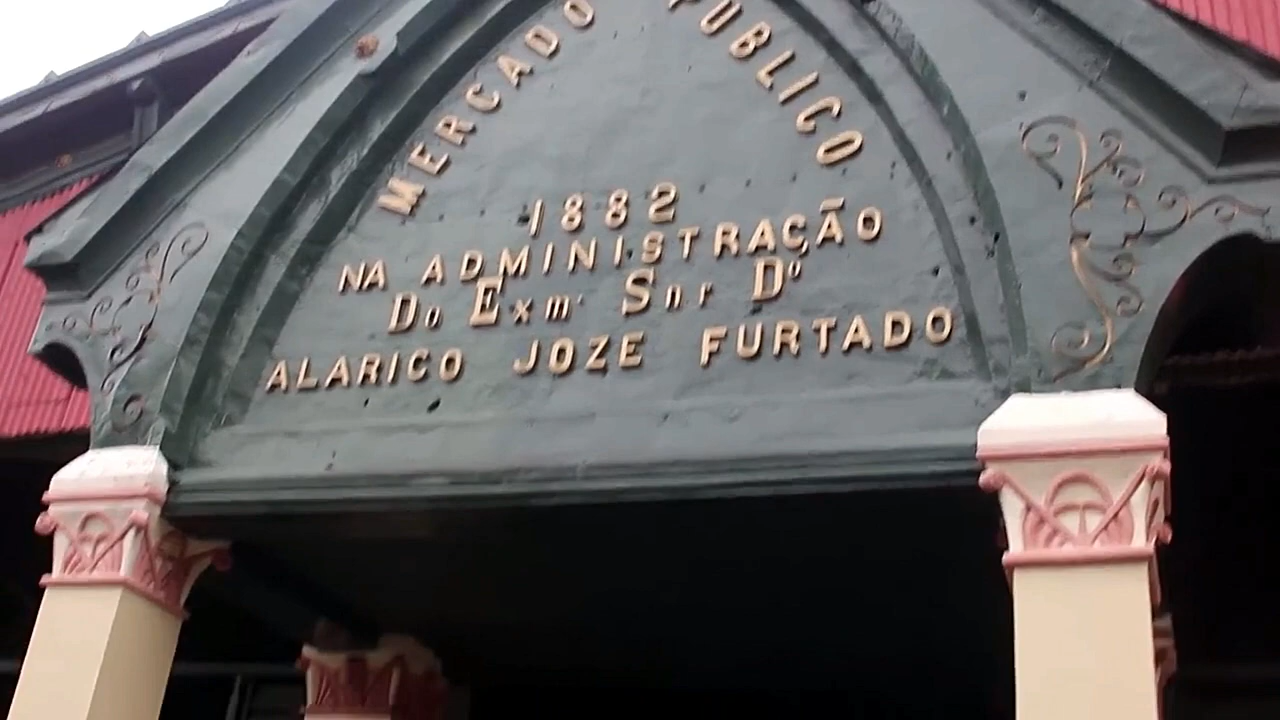 MERCADO PUBLICO
1882
NA ADMINISTRAÇÃO
Do Exm. Snr Dº
ALARICO JOZE FURTADO